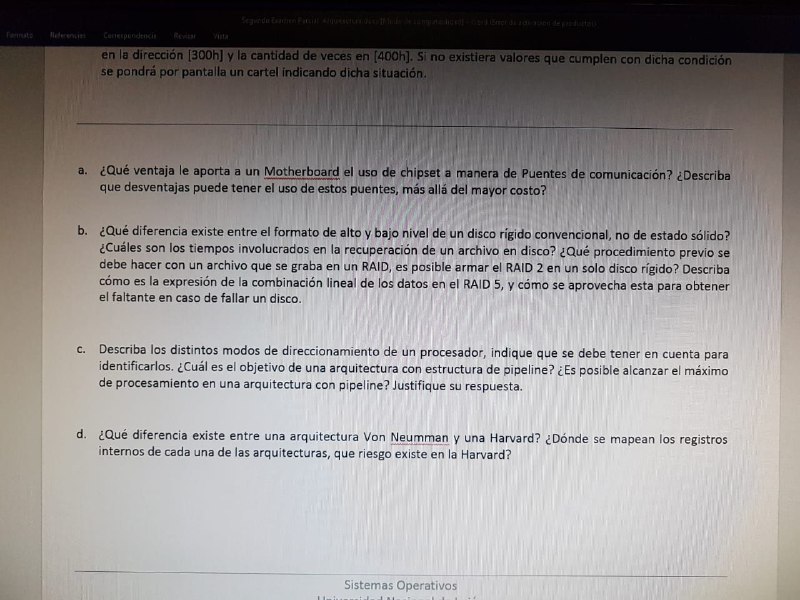 Formato Referencias Correspondencia Revisar Vista
en la dirección [300h] y la cantidad de veces en [400h]. Si no existiera valores que cumplen con dicha condición
se pondrá por pantalla un cartel indicando dicha situación.
a. ¿Qué ventaja le aporta a un Motherboard el uso de chipset a manera de Puentes de comunicación? ¿Describa
que desventajas puede tener el uso de estos puentes, más allá del mayor costo?
b. ¿Qué diferencia existe entre el formato de alto y bajo nivel de un disco rígido convencional, no de estado sólido?
¿Cuáles son los tiempos involucrados en la recuperación de un archivo en disco? ¿Qué procedimiento previo se
debe hacer con un archivo que se graba en un RAID, es posible armar el RAID 2 en un solo disco rígido? Describa
cómo es la expresión de la combinación lineal de los datos en el RAID 5, y cómo se aprovecha esta para obtener
el faltante en caso de fallar un disco.
c. Describa los distintos modos de direccionamiento de un procesador, indique que se debe tener en cuenta para
identificarlos. ¿Cuál es el objetivo de una arquitectura con estructura de pipeline? ¿Es posible alcanzar el máximo
de procesamiento en una arquitectura con pipeline? Justifique su respuesta.
d. ¿Qué diferencia existe entre una arquitectura Von Neumman y una Harvard? ¿Dónde se mapean los registros
internos de cada una de las arquitecturas, que riesgo existe en la Harvard?
Sistemas Operativos